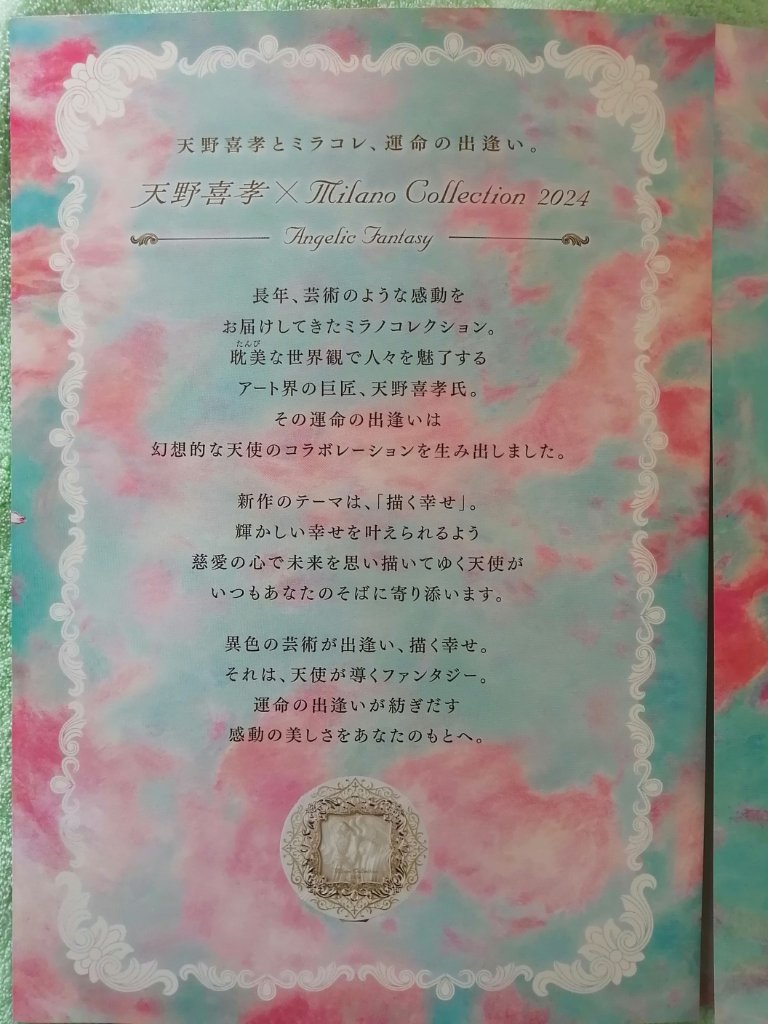 天野喜孝とミラコレ、運命の出逢い。
天野喜孝×Milano Collection 2024
Angelic Fantasy
長年、芸術のような感動を
お届けしてきたミラノコレクション。
たんび
耽美な世界観で人々を魅了する
アート界の巨匠、天野喜孝氏。
その運命の出逢いは
幻想的な天使のコラボレーションを生み出しました。
新作のテーマは、「描く幸せ」。
輝かしい幸せを叶えられるよう
慈愛の心で未来を思い描いてゆく天使が
いつもあなたのそばに寄り添います。
異色の芸術が出逢い、描く幸せ。
それは、天使が導くファンタジー。
運命の出逢いが紡ぎだす
感動の美しさをあなたのもとへ。